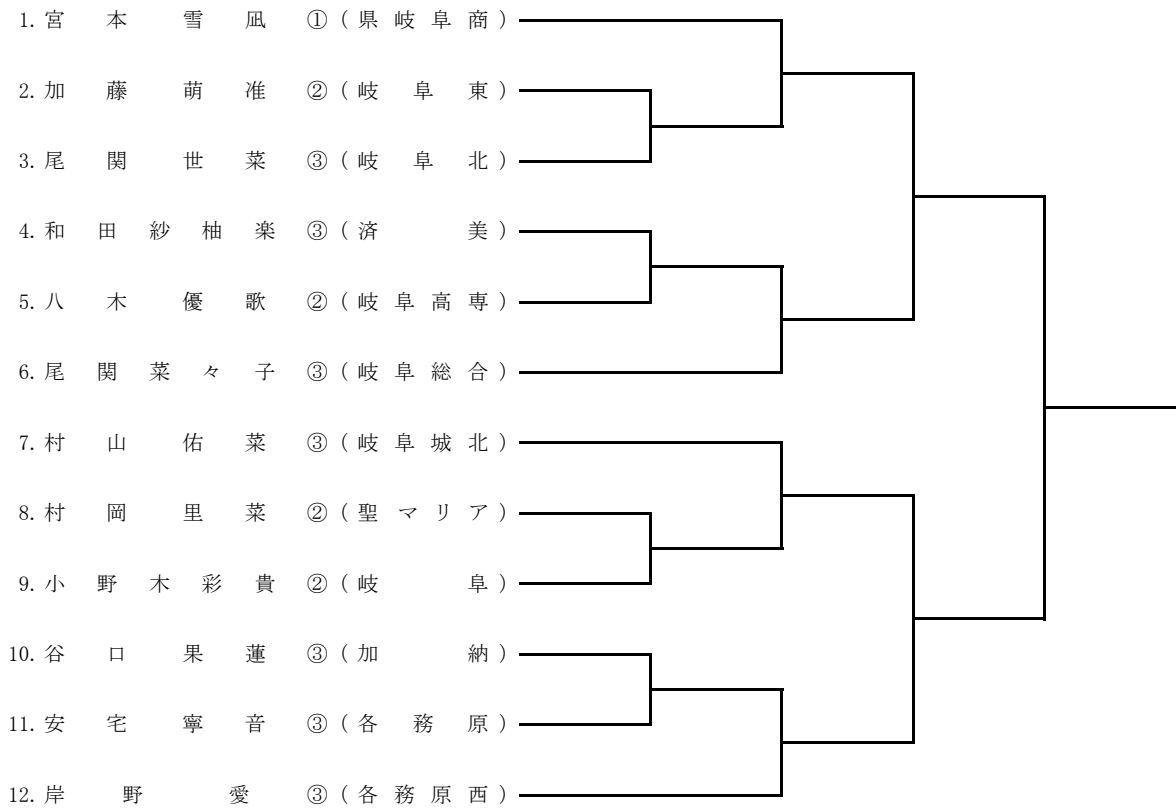 1. 宮本雪凪 ① (県岐阜商)
2. 加藤萌准 ② (岐阜東)
3. 尾関世菜 ③ (岐阜北)
4. 和田紗柚楽 ③ (済美)
5. 八木優歌 ② (岐阜高専)
6. 尾関菜々子 ③ (岐阜総合)
7. 村山佑菜 ③ (岐阜城北)
8. 村岡里菜 ② (聖マリア)
9. 小野木彩貴 ② (岐阜)
10. 谷口果蓮 ③ (加納)
11. 安宅寧音 ③ (各務原)
12. 岸野愛 ③ (各務原西)